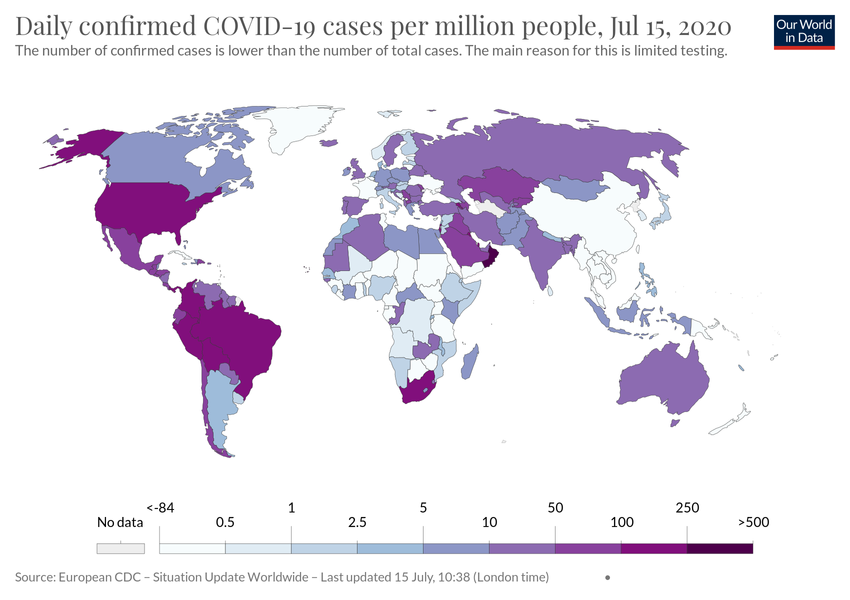 Daily confirmed COVID-19 cases per million people, Jul 15, 2020
The number of confirmed cases is lower than the number of total cases. The main reason for this is limited testing.
Our World
in Data
<-84 1 5 50 250
No data 0.5 2.5 10 100 >500
Source: European CDC – Situation Update Worldwide – Last updated 15 July, 10:38 (London time)